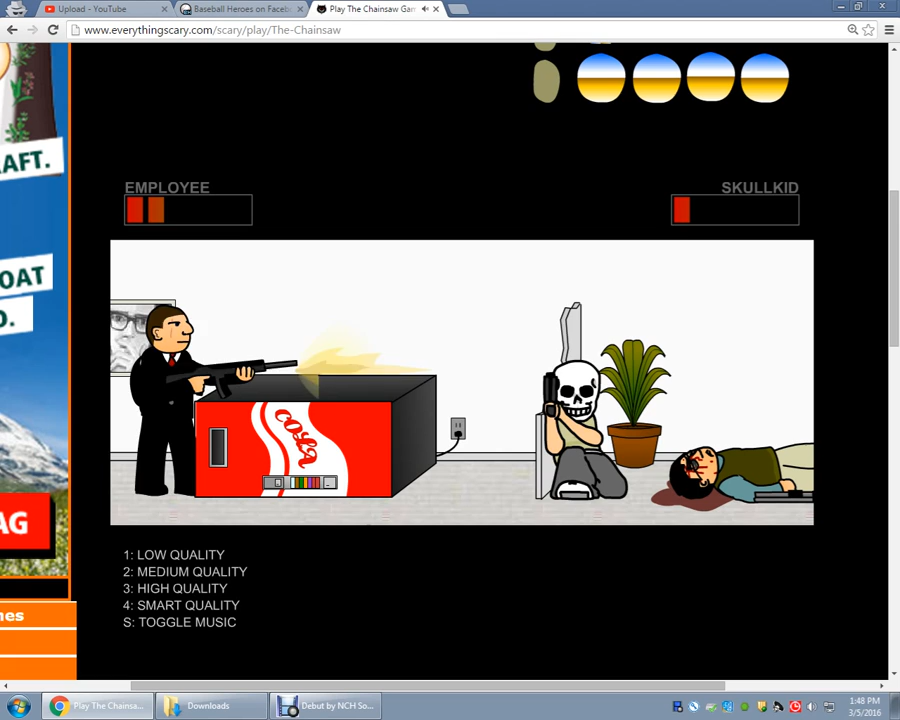 Upload - YouTube
Baseball Heroes on Faceb
Play The Chainsaw Gam
www.everythingscary.com/scary/play/The-Chainsaw
RAFT.
OAT
O.
AG
nes
EMPLOYEE
SKULLKID
COLA
1: LOW QUALITY
2: MEDIUM QUALITY
3: HIGH QUALITY
4: SMART QUALITY
S: TOGGLE MUSIC
Play The Chainsa...
Downloads
Debut by NCH So...
1:48 PM
3/5/2016